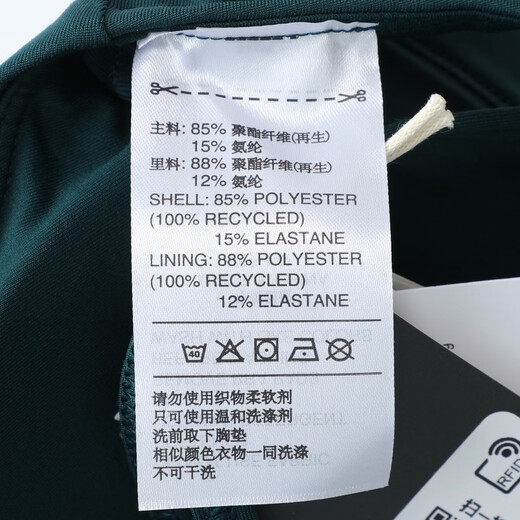 主料: 85% 聚酯纤维(再生)
15% 氨纶
里料: 88% 聚酯纤维(再生)
12% 氨纶
SHELL: 85% POLYESTER
(100% RECYCLED)
15% ELASTANE
LINING: 88% POLYESTER
(100% RECYCLED)
12% ELASTANE
40
请勿使用织物柔软剂
只可使用温和洗涤剂
洗前取下胸垫
相似颜色衣物一同洗涤
不可干洗
RFID